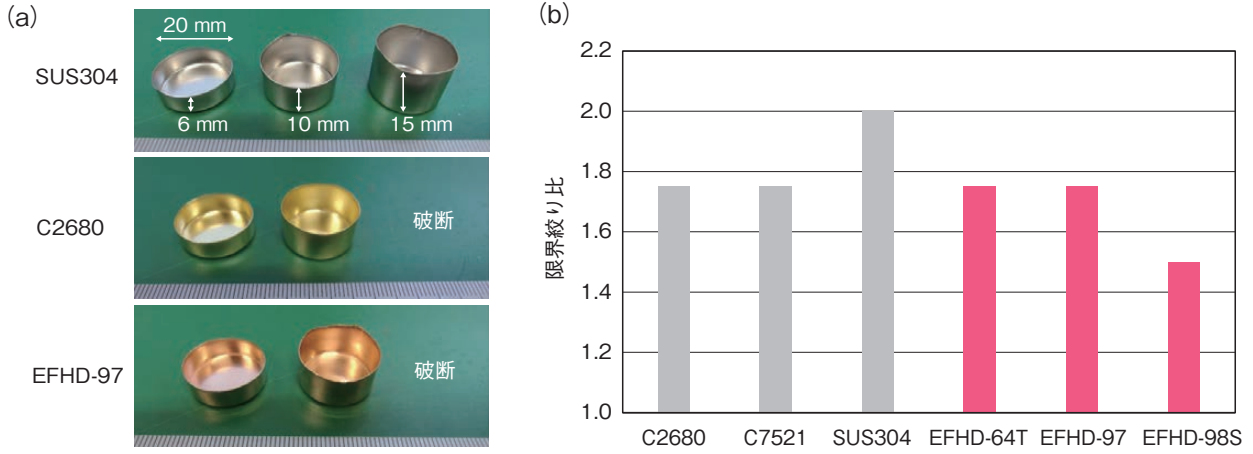 (a)
SUS304
20 mm
6 mm
10 mm
15 mm
C2680
破断
EFHD-97
破断
(b)
限界絞り比
2.2
2.0
1.8
1.6
1.4
1.2
1.0
C2680
C7521
SUS304
EFHD-64T
EFHD-97
EFHD-98S